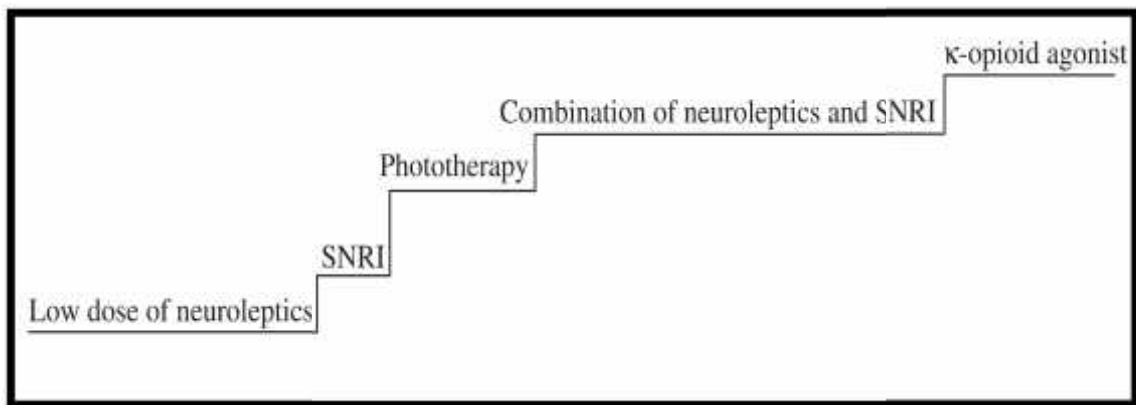 κ-opioid agonist
Combination of neuroleptics and SNRI
Phototherapy
SNRI
Low dose of neuroleptics